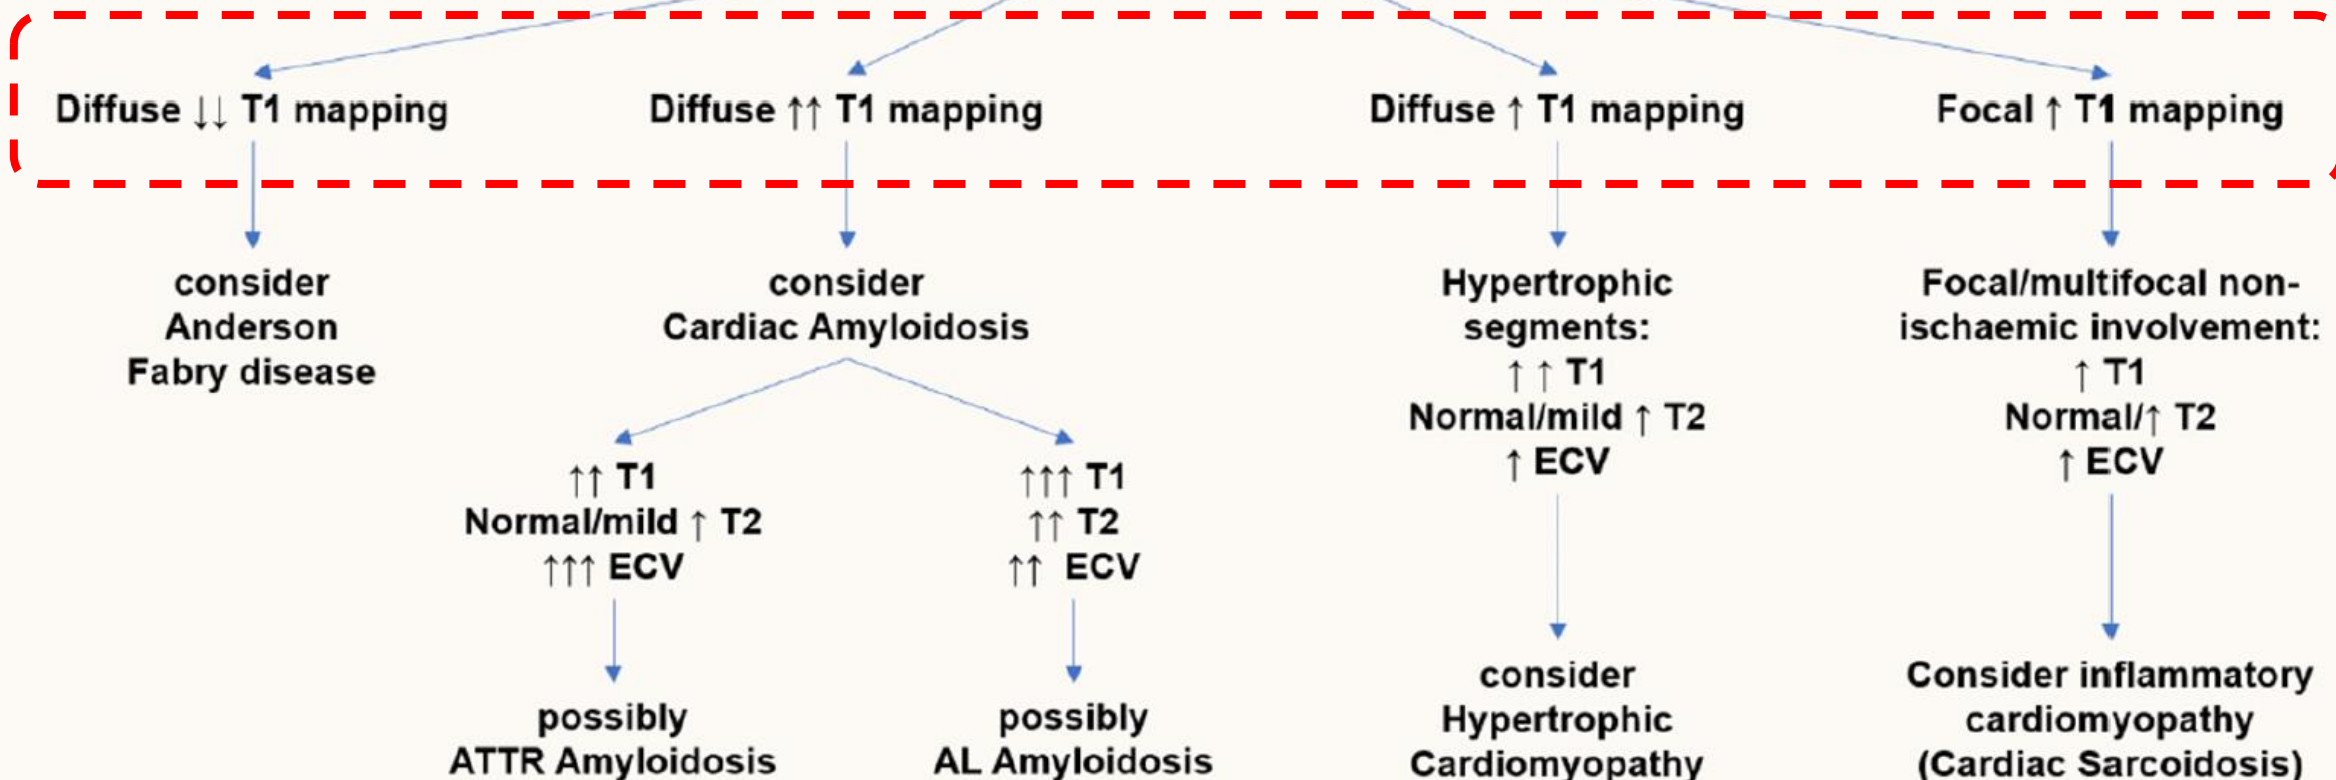 Diffuse ↓↓ T1 mapping
Diffuse ↑↑ T1 mapping
Diffuse ↑ T1 mapping
Focal ↑ T1 mapping
consider
Anderson
Fabry disease
consider
Cardiac Amyloidosis
↑↑ T1
Normal/mild ↑ T2
↑↑↑ ECV
possibly
ATTR Amyloidosis
↑↑↑ T1
↑↑ T2
↑↑ ECV
possibly
AL Amyloidosis
Hypertrophic
segments:
↑ ↑ T1
Normal/mild ↑ T2
↑ ECV
consider
Hypertrophic
Cardiomyopathy
Focal/multifocal non-
ischaemic involvement:
↑ T1
Normal/↑ T2
↑ ECV
Consider inflammatory
cardiomyopathy
(Cardiac Sarcoidosis)